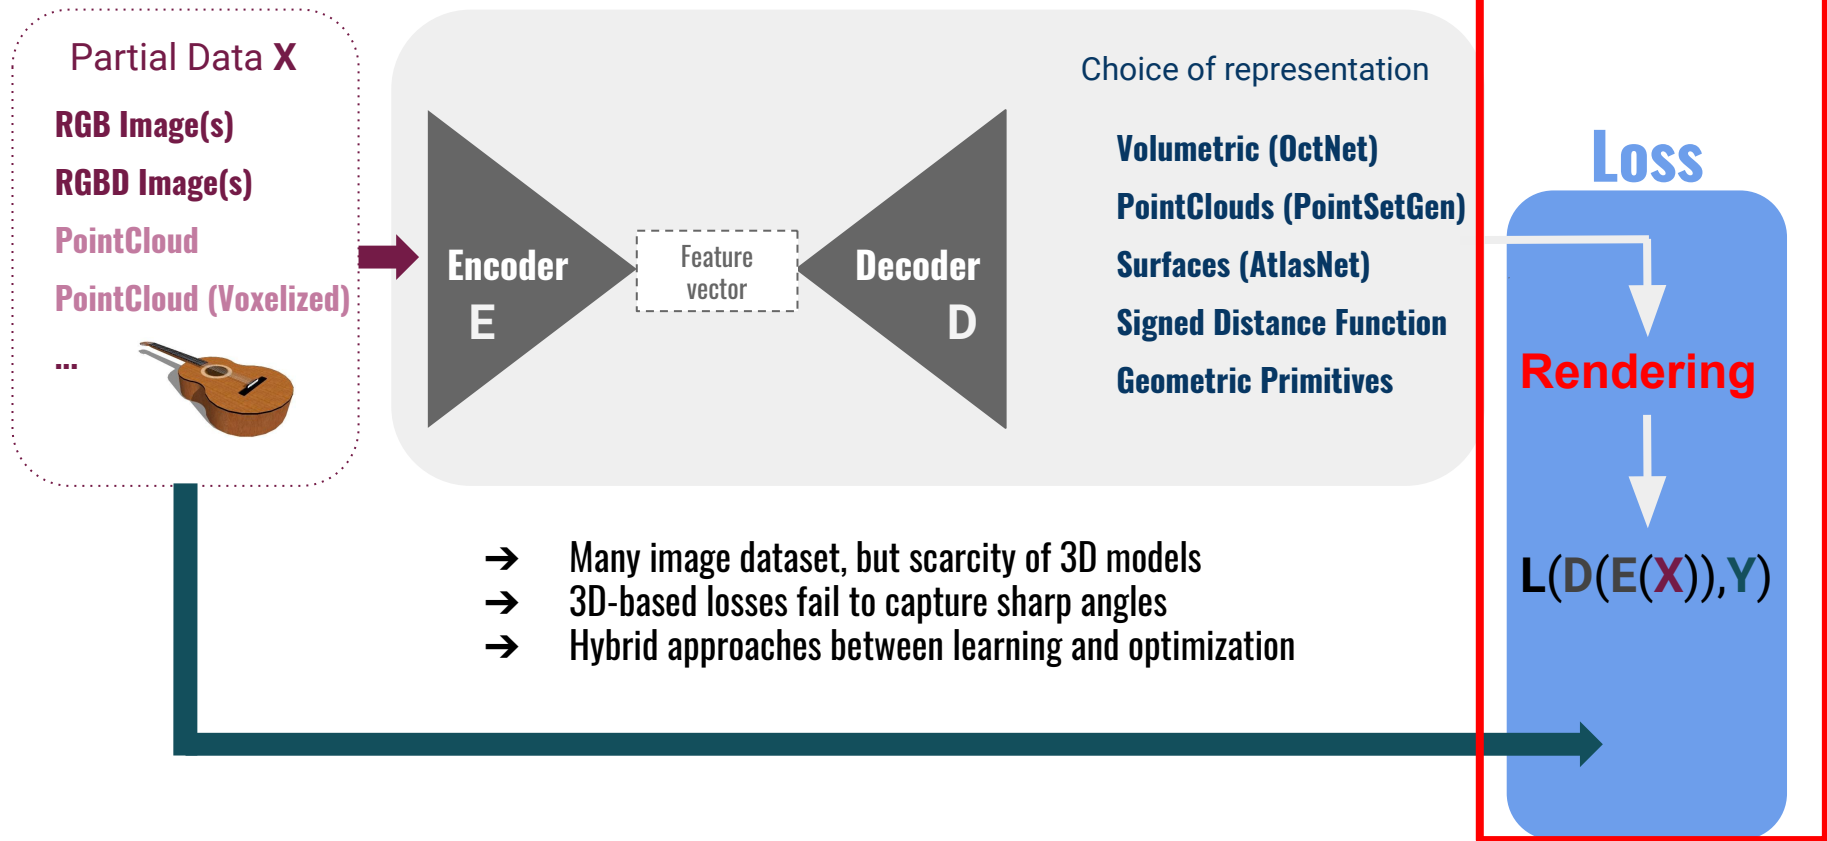 Partial Data X
RGB Image(s)
RGBD Image(s)
PointCloud
PointCloud (Voxelized)
...
Encoder
E
Feature
vector
Decoder
D
Choice of representation
Volumetric (OctNet)
PointClouds (PointSetGen)
Surfaces (AtlasNet)
Signed Distance Function
Geometric Primitives
Loss
Rendering
L(D(E(X)),Y)
➔ Many image dataset, but scarcity of 3D models
➔ 3D-based losses fail to capture sharp angles
➔ Hybrid approaches between learning and optimization